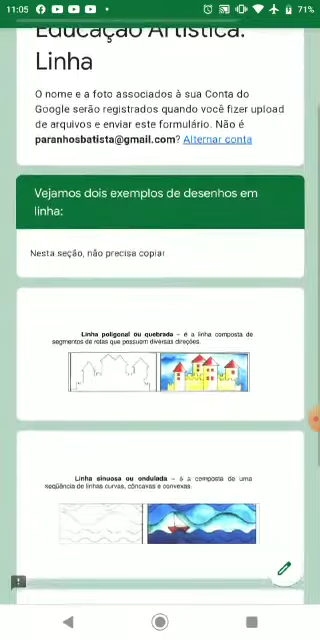 11:05
71%
Educação Artística:
Linha
O nome e a foto associados à sua Conta do
Google serão registrados quando você fizer upload
de arquivos e enviar este formulário. Não é
paranhosbatista@gmail.com? Alternar conta
Vejamos dois exemplos de desenhos em
linha:
Nesta seção, não precisa copiar
Linha poligonal ou quebrada – é a linha composta de
segmentos de retas que possuem diversas direções.
Linha sinuosa ou ondulada – é a composta de uma
seqüência de linhas curvas, côncavas e convexas.